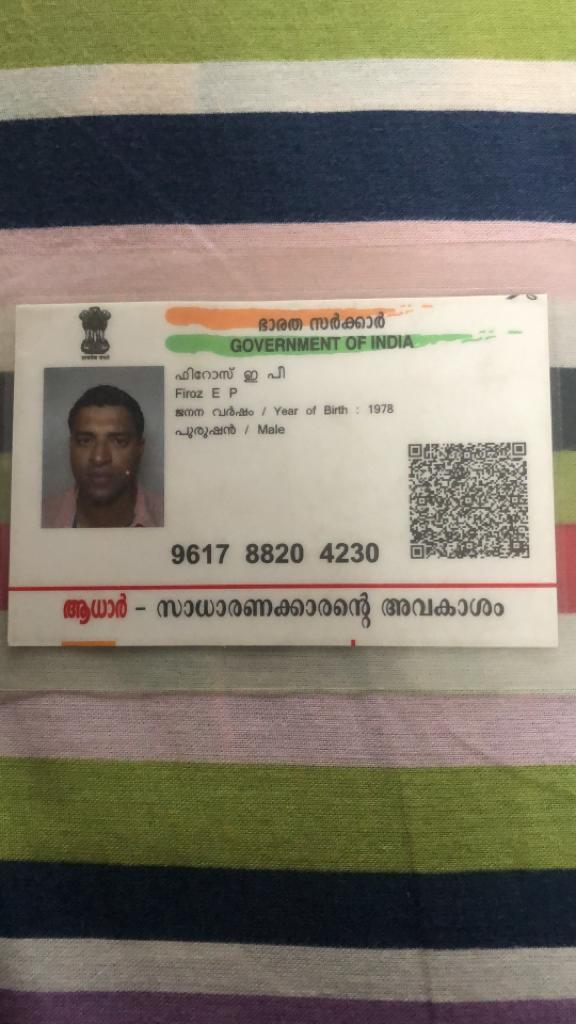 ഭാരത സർക്കാർ
GOVERNMENT OF INDIA
ഫിറോസ് ഇ പി
Firoz E P
ജനന വർഷം / Year of Birth : 1978
പുരുഷൻ / Male
9617 8820 4230
ആധാർ - സാധാരണക്കാരന്റെ അവകാശം